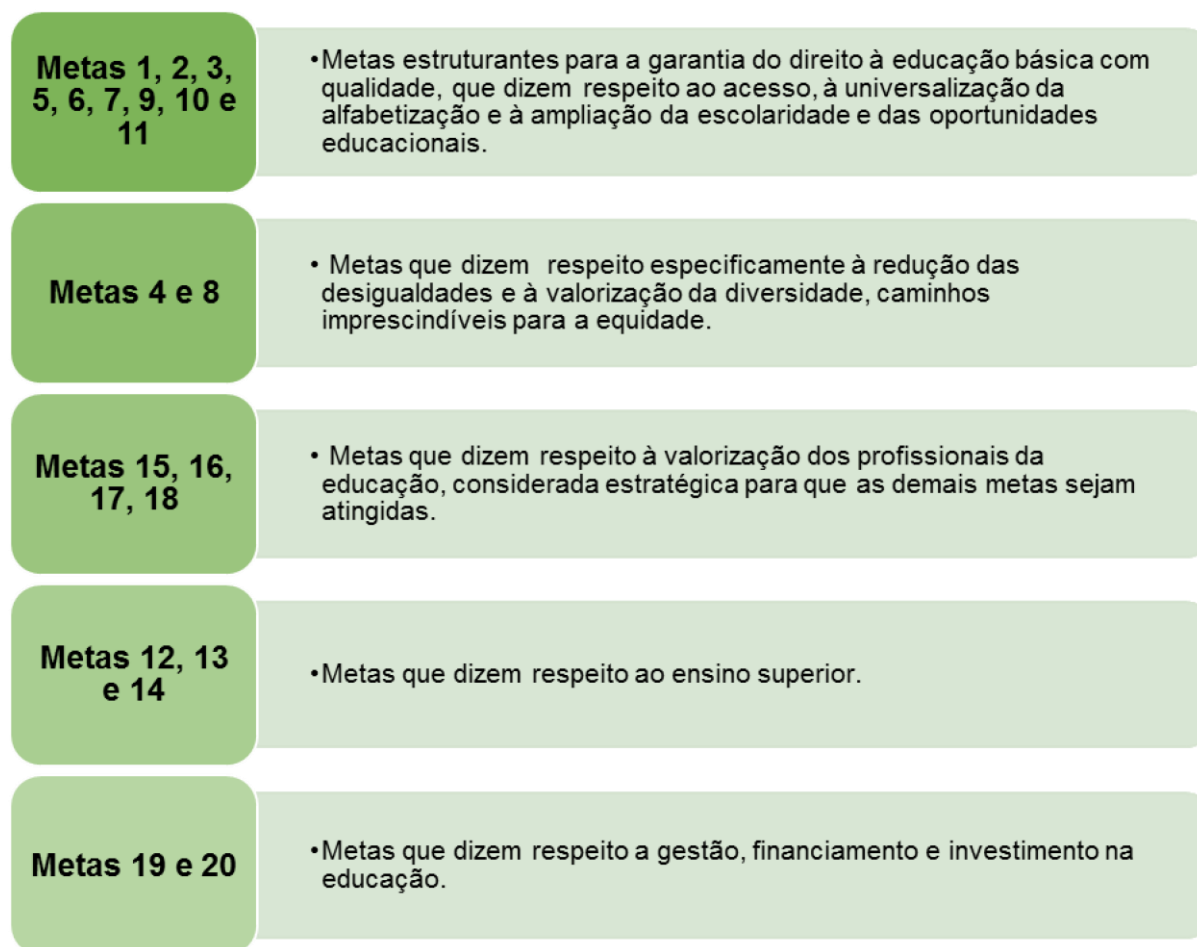 Metas 1, 2, 3,
5, 6, 7, 9, 10 e
11
•Metas estruturantes para a garantia do direito à educação básica com
qualidade, que dizem respeito ao acesso, à universalização da
alfabetização e à ampliação da escolaridade e das oportunidades
educacionais.
Metas 4 e 8
• Metas que dizem respeito especificamente à redução das
desigualdades e à valorização da diversidade, caminhos
imprescindíveis para a equidade.
Metas 15, 16,
17, 18
• Metas que dizem respeito à valorização dos profissionais da
educação, considerada estratégica para que as demais metas sejam
atingidas.
Metas 12, 13
e 14
•Metas que dizem respeito ao ensino superior.
Metas 19 e 20
•Metas que dizem respeito a gestão, financiamento e investimento na
educação.